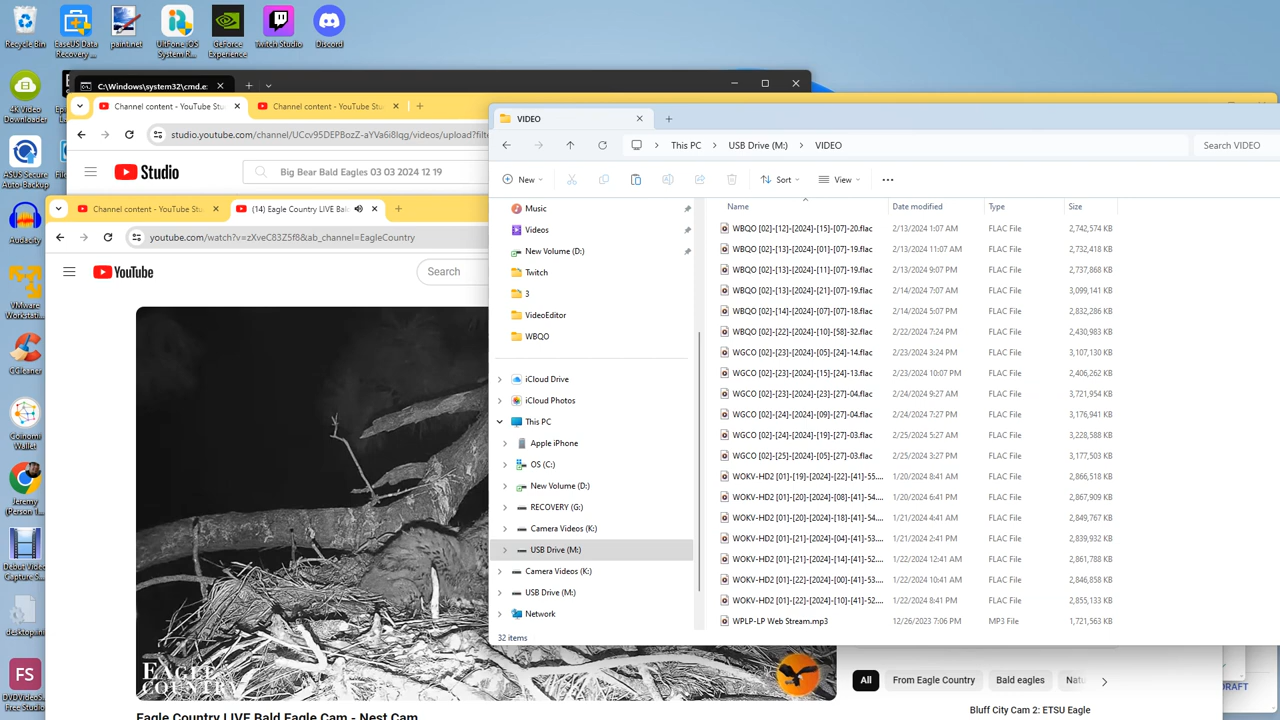 Recycle Bin
EaseUS Data Recovery ...
paint.net
UltFone iOS System R...
GeForce Experience
Twitch Studio
Discord
4K Video Downloader
ASUS Secure Auto-Backup
Audacity
VMware Workstati...
CCleaner
Coinomi Wallet
Jeremy (Person 1...
Debut Video Capture S...
desktop.ini
FS
DVDVideoS... Free Studio
C:\Windows\system32\cmd.e
Channel content - YouTube Stu
Channel content - YouTube Stu
studio.youtube.com/channel/UCcv95DEPBozZ-aYVa6i8lqg/videos/upload?filte
Studio
Big Bear Bald Eagles 03 03 2024 12 19
Channel content - YouTube Stu
(14) Eagle Country LIVE Bal
youtube.com/watch?v=zXveC83Z5f8&ab_channel=EagleCountry
YouTube
Search
EAGLE
COUNTRY
Eagle Country LIVE Bald Eagle Cam - Nest Cam
VIDEO
This PC
USB Drive (M:)
VIDEO
Search VIDEO
New
Sort
View
Music
Videos
New Volume (D:)
Twitch
3
VideoEditor
WBQO
iCloud Drive
iCloud Photos
This PC
Apple iPhone
OS (C:)
New Volume (D:)
RECOVERY (G:)
Camera Videos (K:)
USB Drive (M:)
Camera Videos (K:)
USB Drive (M:)
Network
32 items
Name Date modified Type Size
WBQO [02]-[12]-[2024]-[15]-[07]-20.flac 2/13/2024 1:07 AM FLAC File 2,742,574 KB
WBQO [02]-[13]-[2024]-[01]-[07]-19.flac 2/13/2024 11:07 AM FLAC File 2,732,418 KB
WBQO [02]-[13]-[2024]-[11]-[07]-19.flac 2/13/2024 9:07 PM FLAC File 2,737,868 KB
WBQO [02]-[13]-[2024]-[21]-[07]-19.flac 2/14/2024 7:07 AM FLAC File 3,099,141 KB
WBQO [02]-[14]-[2024]-[07]-[07]-18.flac 2/14/2024 5:07 PM FLAC File 2,832,286 KB
WBQO [02]-[22]-[2024]-[10]-[58]-32.flac 2/22/2024 7:24 PM FLAC File 2,430,983 KB
WGCO [02]-[23]-[2024]-[05]-[24]-14.flac 2/23/2024 3:24 PM FLAC File 3,107,130 KB
WGCO [02]-[23]-[2024]-[15]-[24]-13.flac 2/23/2024 10:07 PM FLAC File 2,406,262 KB
WGCO [02]-[23]-[2024]-[23]-[27]-04.flac 2/24/2024 9:27 AM FLAC File 3,721,954 KB
WGCO [02]-[24]-[2024]-[09]-[27]-04.flac 2/24/2024 7:27 PM FLAC File 3,176,941 KB
WGCO [02]-[24]-[2024]-[19]-[27]-03.flac 2/25/2024 5:27 AM FLAC File 3,228,588 KB
WGCO [02]-[25]-[2024]-[05]-[27]-03.flac 2/25/2024 3:27 PM FLAC File 3,177,503 KB
WOKV-HD2 [01]-[19]-[2024]-[22]-[41]-55.... 1/20/2024 8:41 AM FLAC File 2,866,518 KB
WOKV-HD2 [01]-[20]-[2024]-[08]-[41]-54.... 1/20/2024 6:41 PM FLAC File 2,867,909 KB
WOKV-HD2 [01]-[20]-[2024]-[18]-[41]-54.... 1/21/2024 4:41 AM FLAC File 2,849,767 KB
WOKV-HD2 [01]-[21]-[2024]-[04]-[41]-53.... 1/21/2024 2:41 PM FLAC File 2,839,932 KB
WOKV-HD2 [01]-[21]-[2024]-[14]-[41]-52.... 1/22/2024 12:41 AM FLAC File 2,861,788 KB
WOKV-HD2 [01]-[22]-[2024]-[00]-[41]-53.... 1/22/2024 10:41 AM FLAC File 2,846,858 KB
WOKV-HD2 [01]-[22]-[2024]-[10]-[41]-52.... 1/22/2024 8:41 PM FLAC File 2,855,133 KB
WPLP-LP Web Stream.mp3 12/26/2023 7:06 PM MP3 File 1,721,563 KB
All
From Eagle Country
Bald eagles
Natu
DRAFT
Bluff City Cam 2: ETSU Eagle